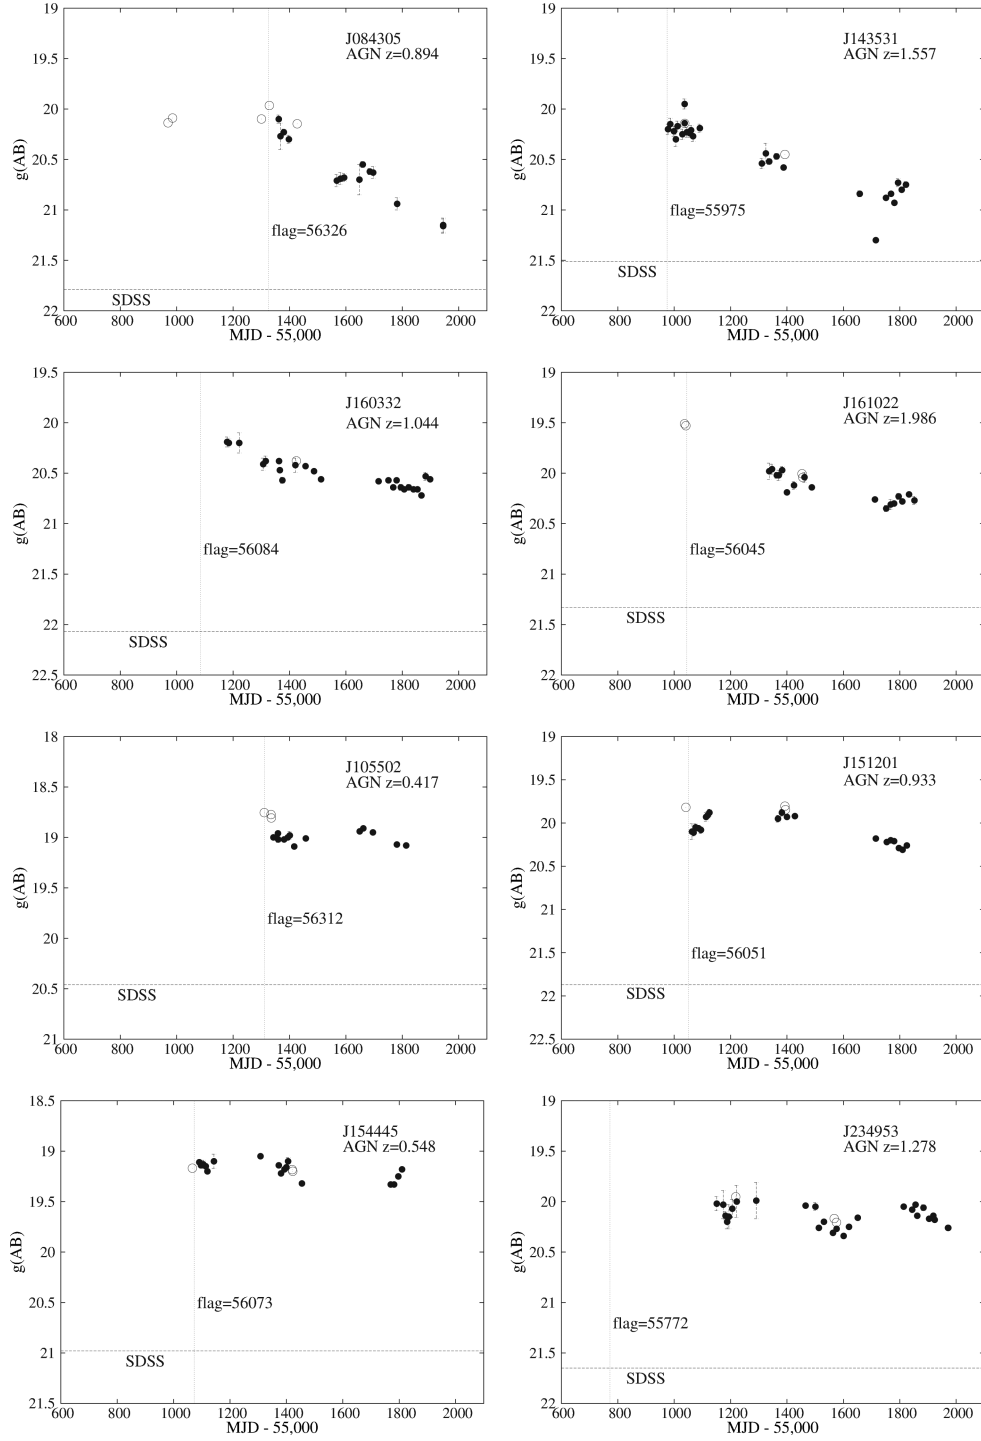 19
19.5
20
20.5
21
21.5
22
g(AB)
J084305
AGN z=0.894
flag=56326
SDSS
600 800 1000 1200 1400 1600 1800 2000
MJD - 55,000
19
19.5
20
20.5
21
21.5
22
g(AB)
J143531
AGN z=1.557
flag=55975
SDSS
600 800 1000 1200 1400 1600 1800 2000
MJD - 55,000
19.5
20
20.5
21
21.5
22
22.5
g(AB)
J160332
AGN z=1.044
flag=56084
SDSS
600 800 1000 1200 1400 1600 1800 2000
MJD - 55,000
19
19.5
20
20.5
21
21.5
22
g(AB)
J161022
AGN z=1.986
flag=56045
SDSS
600 800 1000 1200 1400 1600 1800 2000
MJD - 55,000
18
18.5
19
19.5
20
20.5
21
g(AB)
J105502
AGN z=0.417
flag=56312
SDSS
600 800 1000 1200 1400 1600 1800 2000
MJD - 55,000
19
19.5
20
20.5
21
21.5
22
22.5
g(AB)
J151201
AGN z=0.933
flag=56051
SDSS
600 800 1000 1200 1400 1600 1800 2000
MJD - 55,000
18.5
19
19.5
20
20.5
21
21.5
g(AB)
J154445
AGN z=0.548
flag=56073
SDSS
600 800 1000 1200 1400 1600 1800 2000
MJD - 55,000
19
19.5
20
20.5
21
21.5
22
g(AB)
J234953
AGN z=1.278
flag=55772
SDSS
600 800 1000 1200 1400 1600 1800 2000
MJD - 55,000